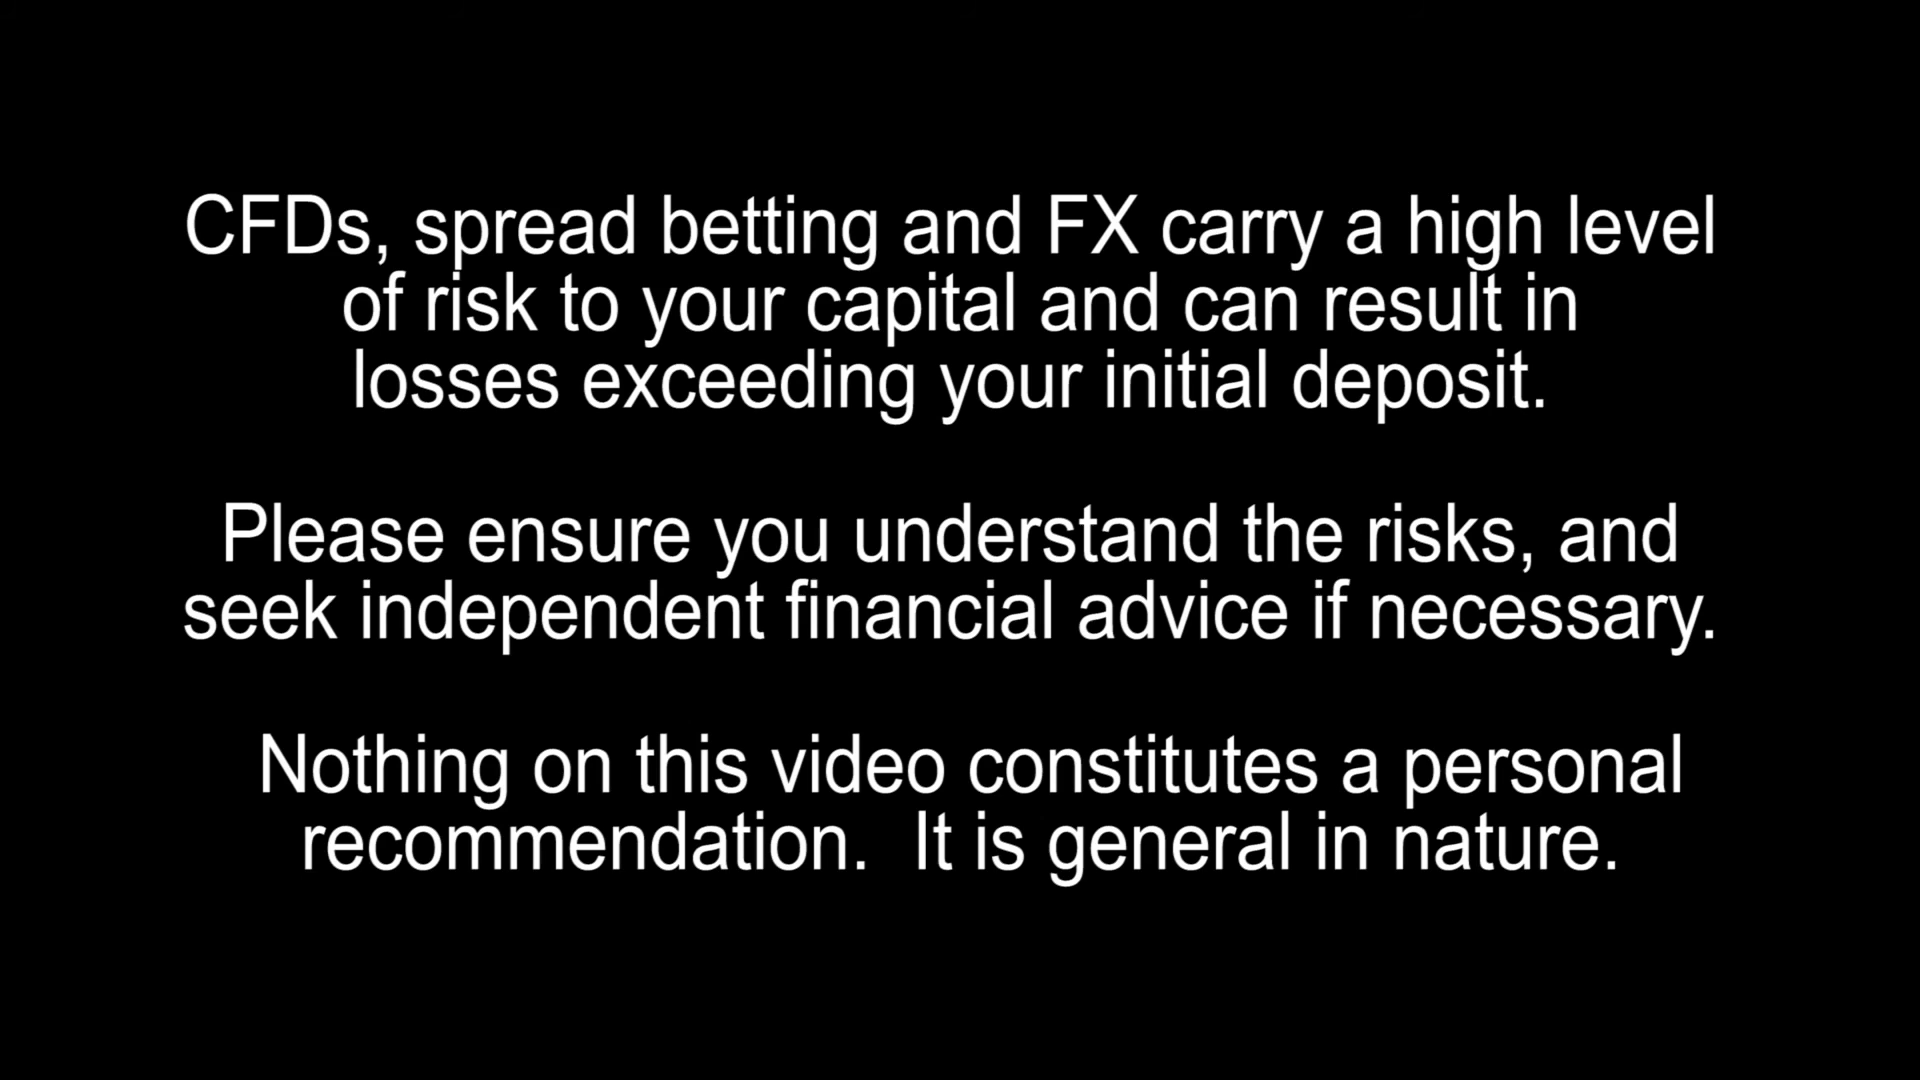 CFDs, spread betting and FX carry a high level
of risk to your capital and can result in
losses exceeding your initial deposit.
Please ensure you understand the risks, and
seek independent financial advice if necessary.
Nothing on this video constitutes a personal
recommendation.  It is general in nature.